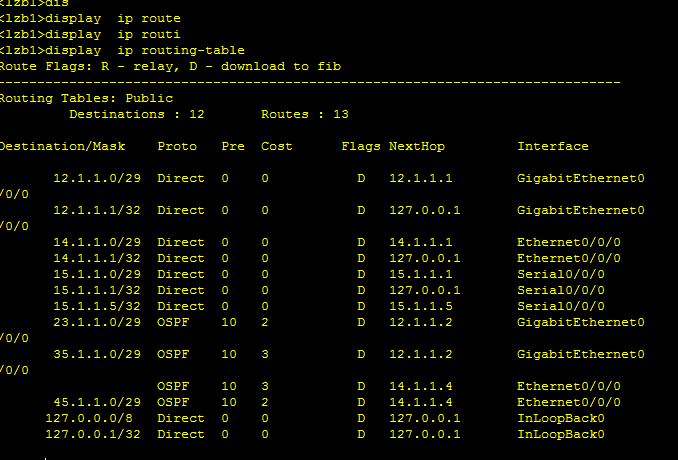 <lzb1>dis
<lzb1>display  ip route
<lzb1>display  ip routi
<lzb1>display  ip routing-table
Route Flags: R - relay, D - download to fib
------------------------------------------------------------------------------
Routing Tables: Public
         Destinations : 12       Routes : 13
Destination/Mask    Proto   Pre  Cost      Flags NextHop         Interface
12.1.1.0/29  Direct  0    0           D   12.1.1.1        GigabitEthernet0
/0/0
12.1.1.1/32  Direct  0    0           D   127.0.0.1       GigabitEthernet0
/0/0
14.1.1.0/29  Direct  0    0           D   14.1.1.1        Ethernet0/0/0
14.1.1.1/32  Direct  0    0           D   127.0.0.1       Ethernet0/0/0
15.1.1.0/29  Direct  0    0           D   15.1.1.1        Serial0/0/0
15.1.1.1/32  Direct  0    0           D   127.0.0.1       Serial0/0/0
15.1.1.5/32  Direct  0    0           D   15.1.1.5        Serial0/0/0
23.1.1.0/29  OSPF    10   2           D   12.1.1.2        GigabitEthernet0
/0/0
35.1.1.0/29  OSPF    10   3           D   12.1.1.2        GigabitEthernet0
/0/0
OSPF    10   3           D   14.1.1.4        Ethernet0/0/0
45.1.1.0/29  OSPF    10   2           D   14.1.1.4        Ethernet0/0/0
127.0.0.0/8   Direct  0    0           D   127.0.0.1       InLoopBack0
127.0.0.1/32  Direct  0    0           D   127.0.0.1       InLoopBack0